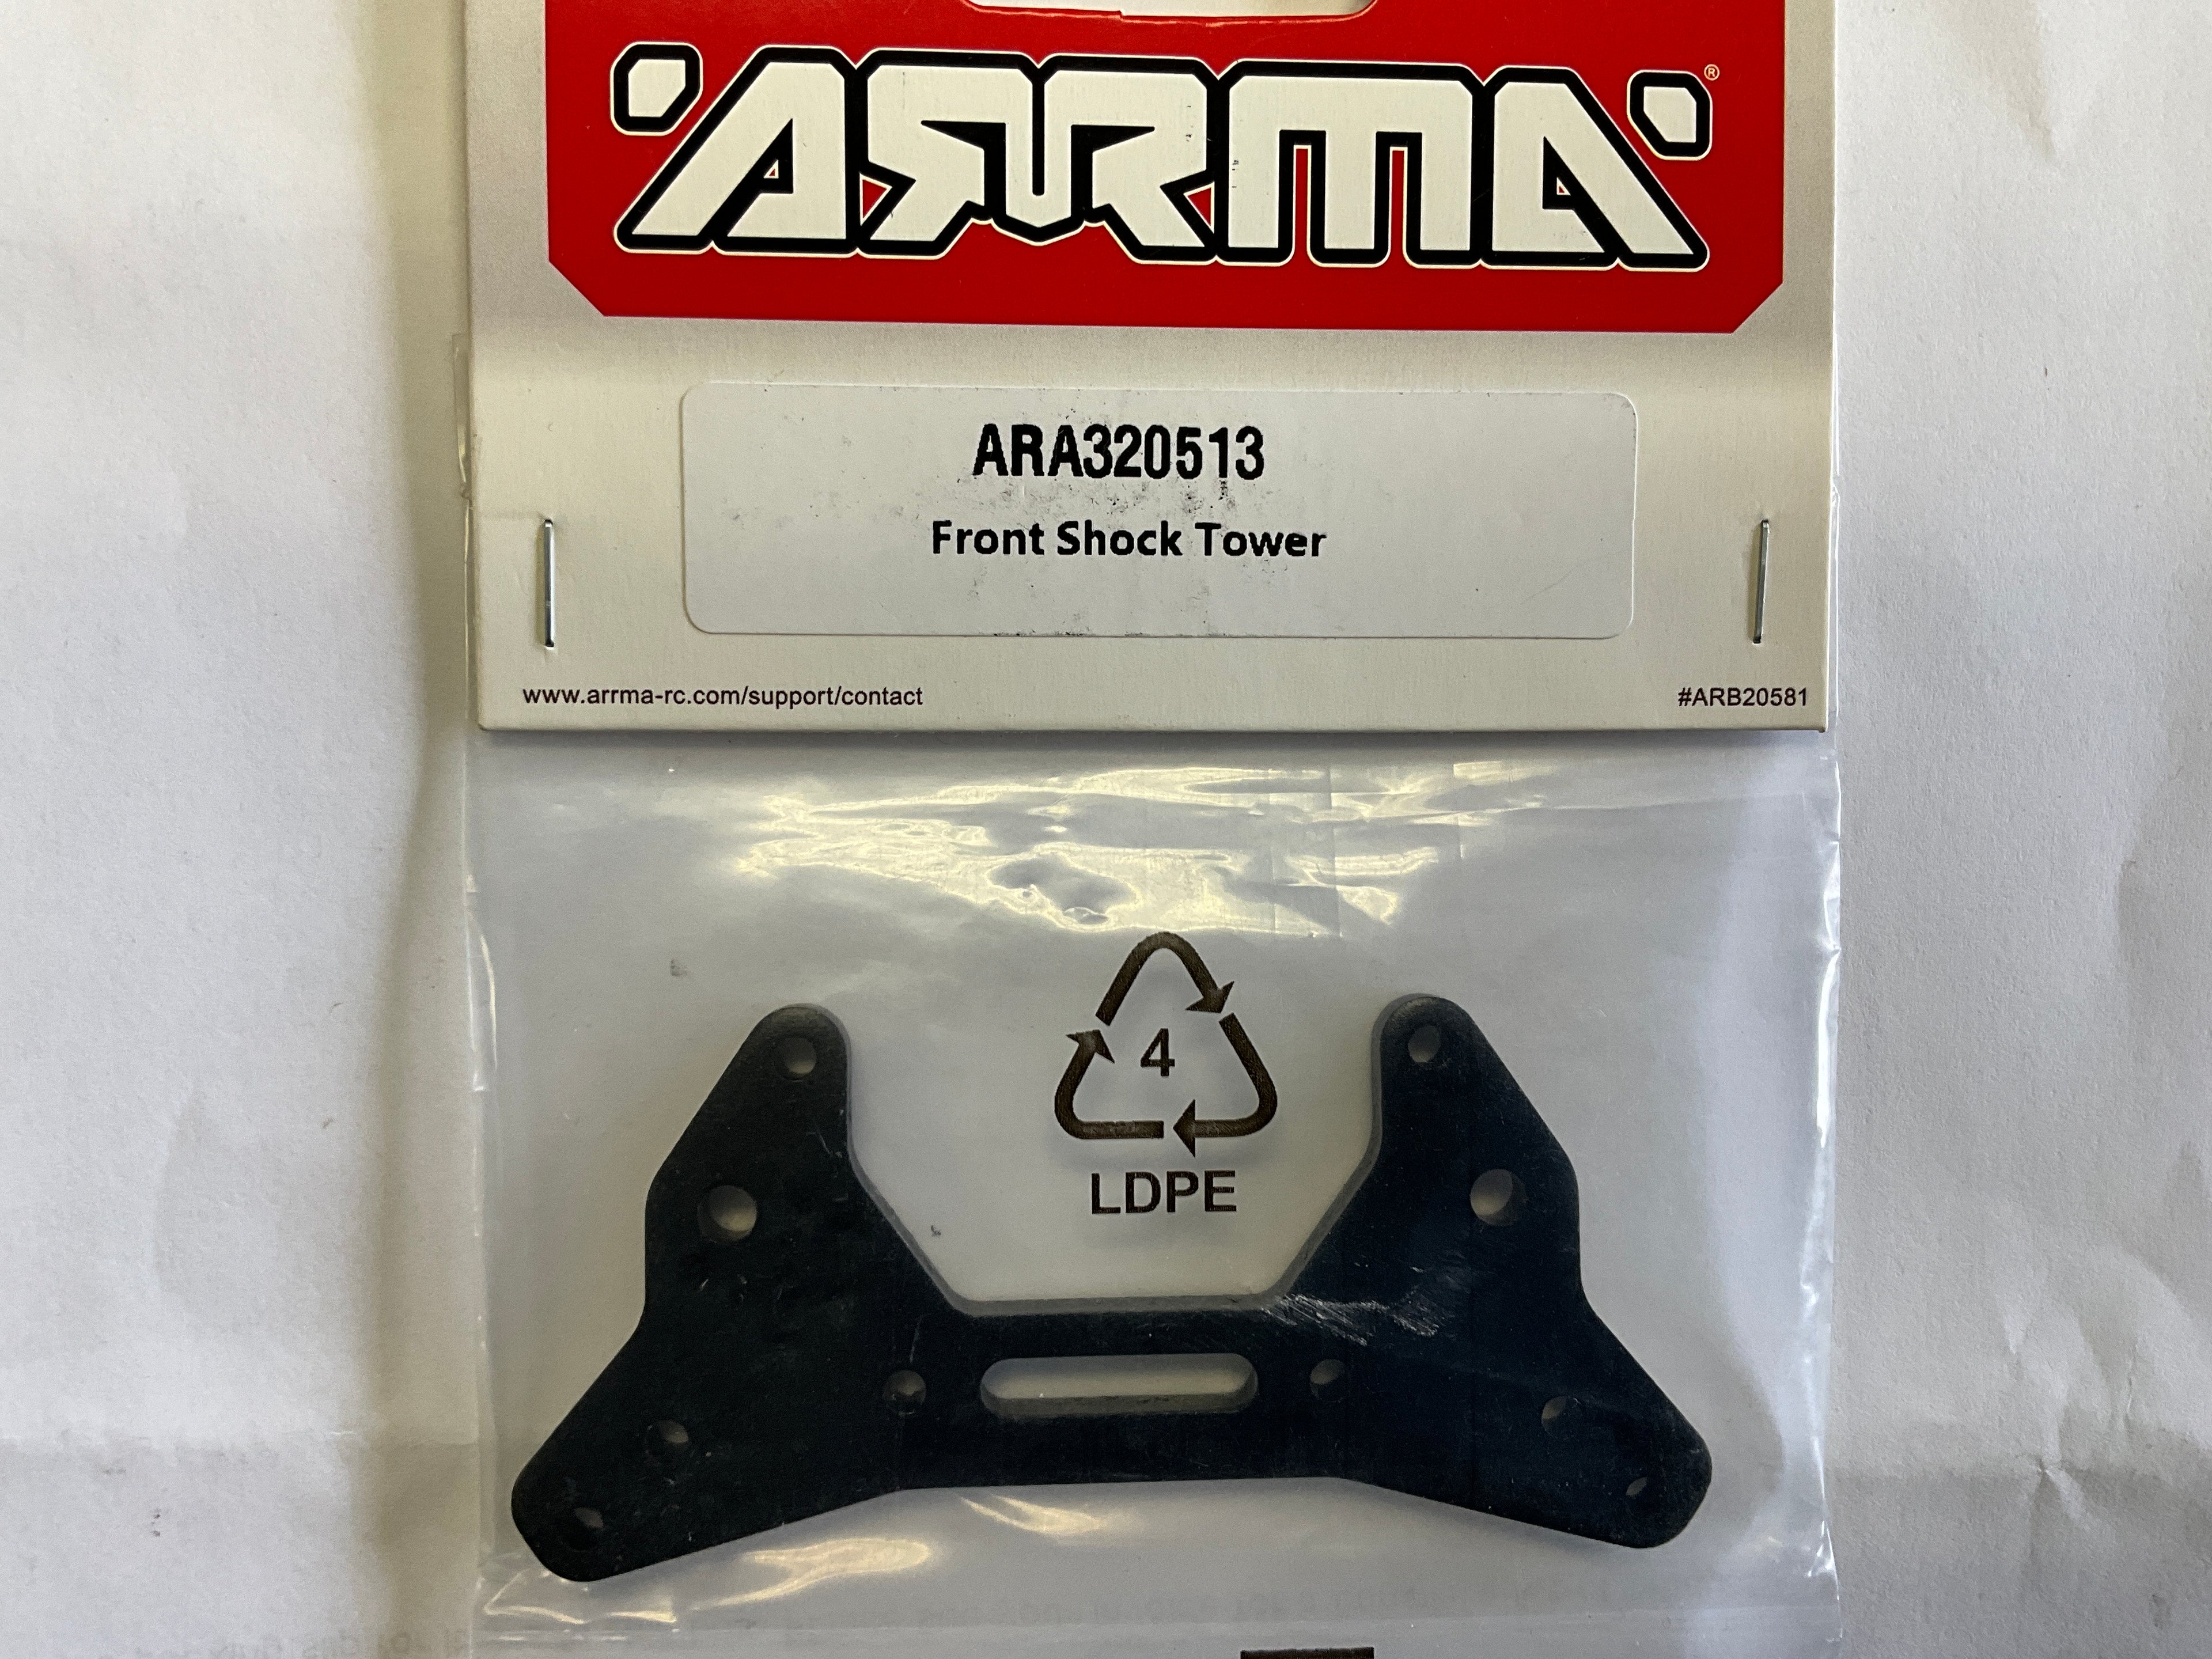 ARRMA®
ARA320513
Front Shock Tower
www.arrma-rc.com/support/contact #ARB20581
4
LDPE